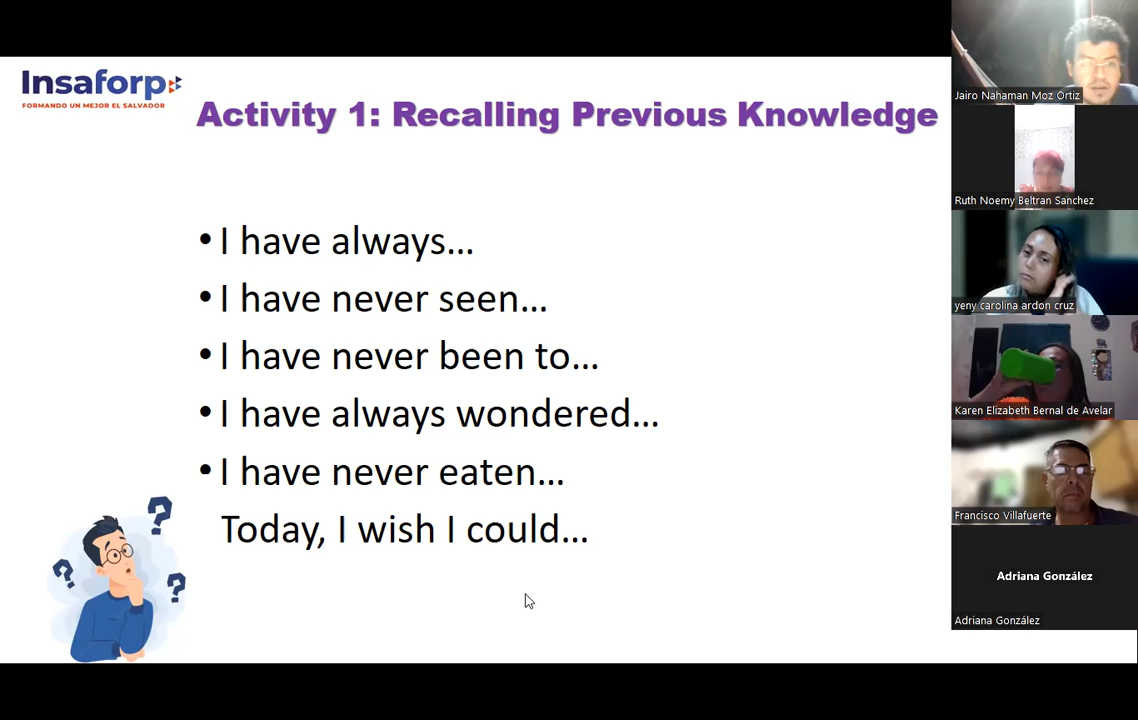 Insaforp
FORMANDO UN MEJOR EL SALVADOR
Activity 1: Recalling Previous Knowledge
• I have always...
• I have never seen...
• I have never been to...
• I have always wondered...
• I have never eaten...
Today, I wish I could...
? ? ?
Jairo Nahaman Moz Ortiz
Ruth Noemy Beltran Sanchez
yeny carolina ardon cruz
Karen Elizabeth Bernal de Avelar
Francisco Villafuerte
Adriana González
Adriana González